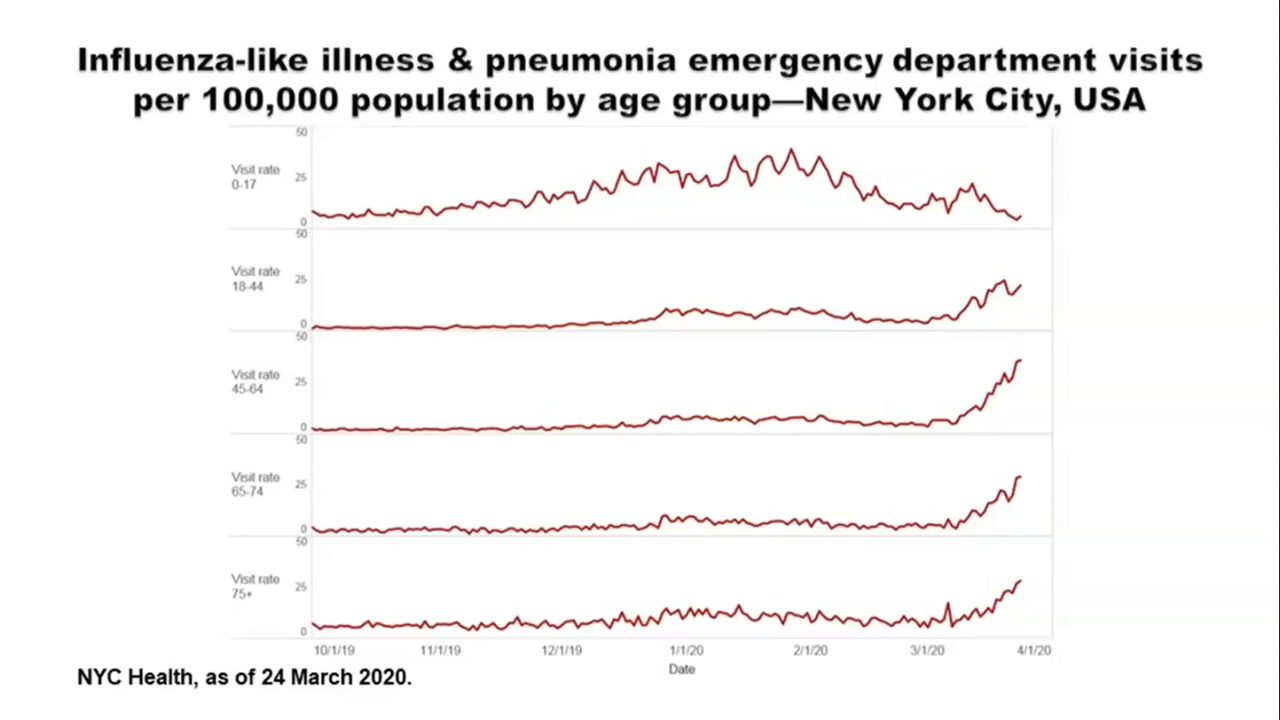 Influenza-like illness & pneumonia emergency department visits
per 100,000 population by age group—New York City, USA
50
Visit rate
0-17
25
0
50
Visit rate
18-44
25
0
50
Visit rate
45-64
25
0
50
Visit rate
65-74
25
0
50
Visit rate
75+
25
0
10/1/19 11/1/19 12/1/19 1/1/20 2/1/20 3/1/20 4/1/20
Date
NYC Health, as of 24 March 2020.